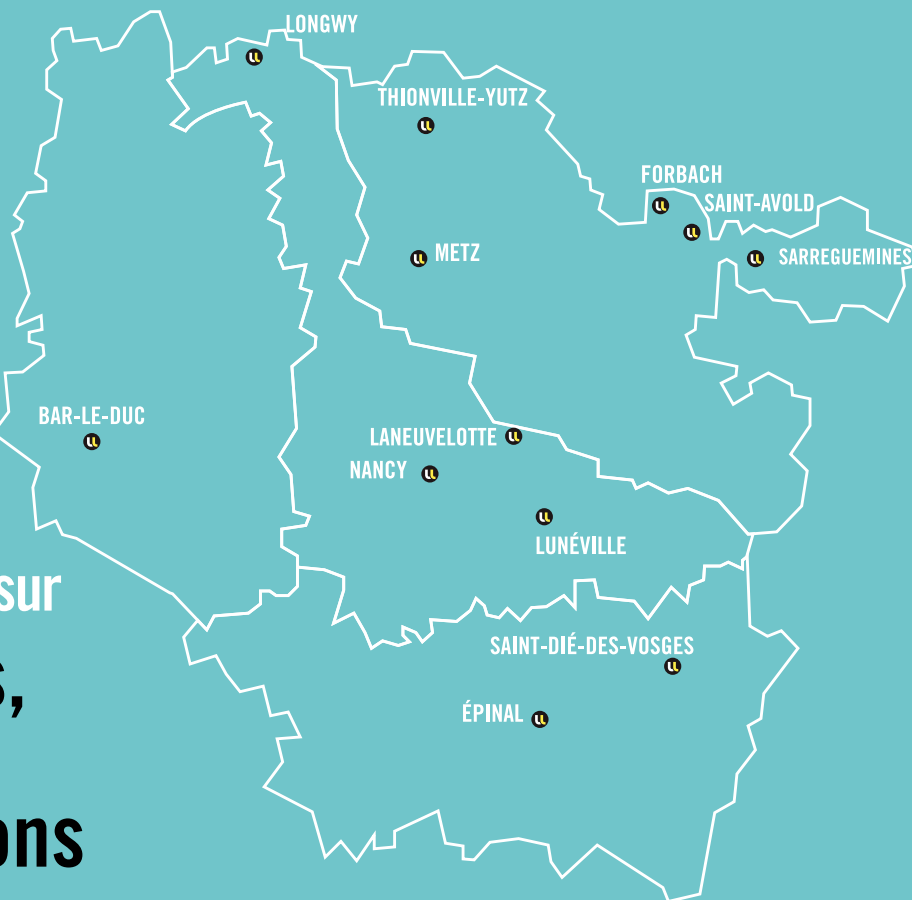 LONGWY
THIONVILLE-YUTZ
FORBACH
SAINT-AVOLD
METZ
SARREGUEMINES
BAR-LE-DUC
LANEUVELOTTE
NANCY
LUNÉVILLE
sur
SAINT-DIÉ-DES-VOSGES
ÉPINAL